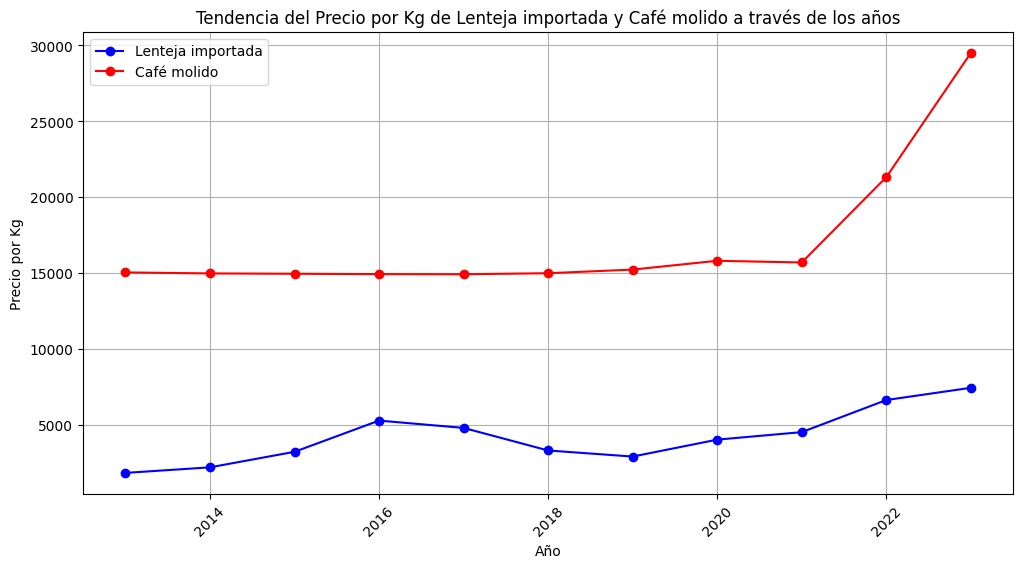 Tendencia del Precio por Kg de Lenteja importada y Café molido a través de los años
Lenteja importada
Café molido
Precio por Kg
30000
25000
20000
15000
10000
5000
2014
2016
2018
2020
2022
Año